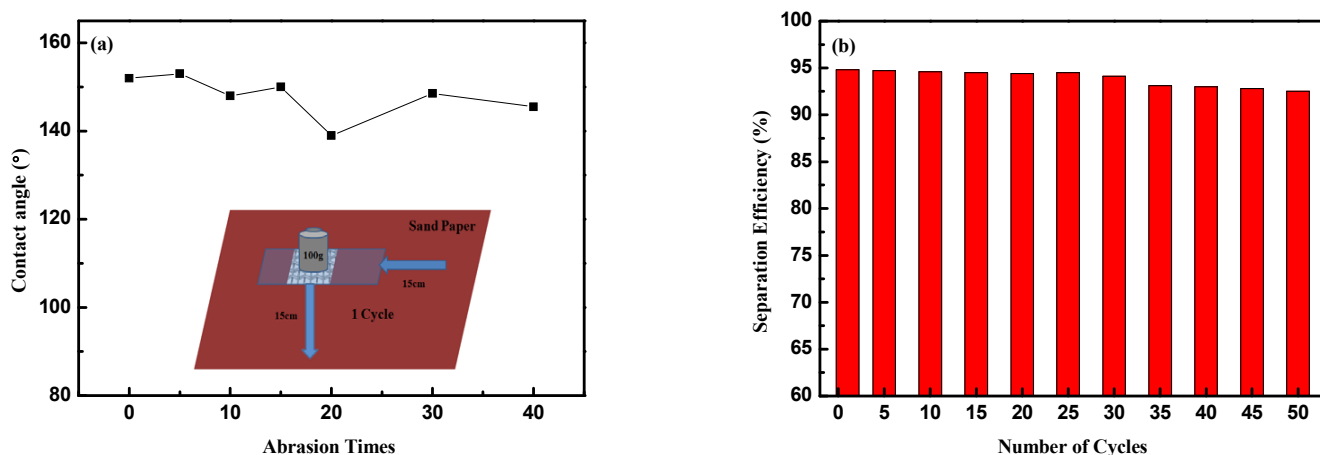 (a)
160
140
120
100
80
Contact angle (°)
Sand Paper
100g
15cm
15cm
1 Cycle
0 10 20 30 40
Abrasion Times
(b)
100
95
90
85
80
75
70
65
60
Separation Efficiency (%)
0 5 10 15 20 25 30 35 40 45 50
Number of Cycles